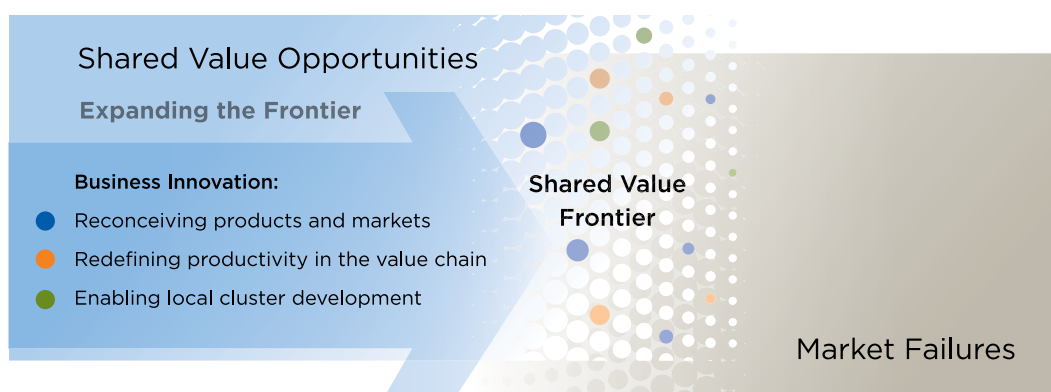 Shared Value Opportunities
Expanding the Frontier
Business Innovation:
Reconceiving products and markets
Redefining productivity in the value chain
Enabling local cluster development
Shared Value
Frontier
Market Failures